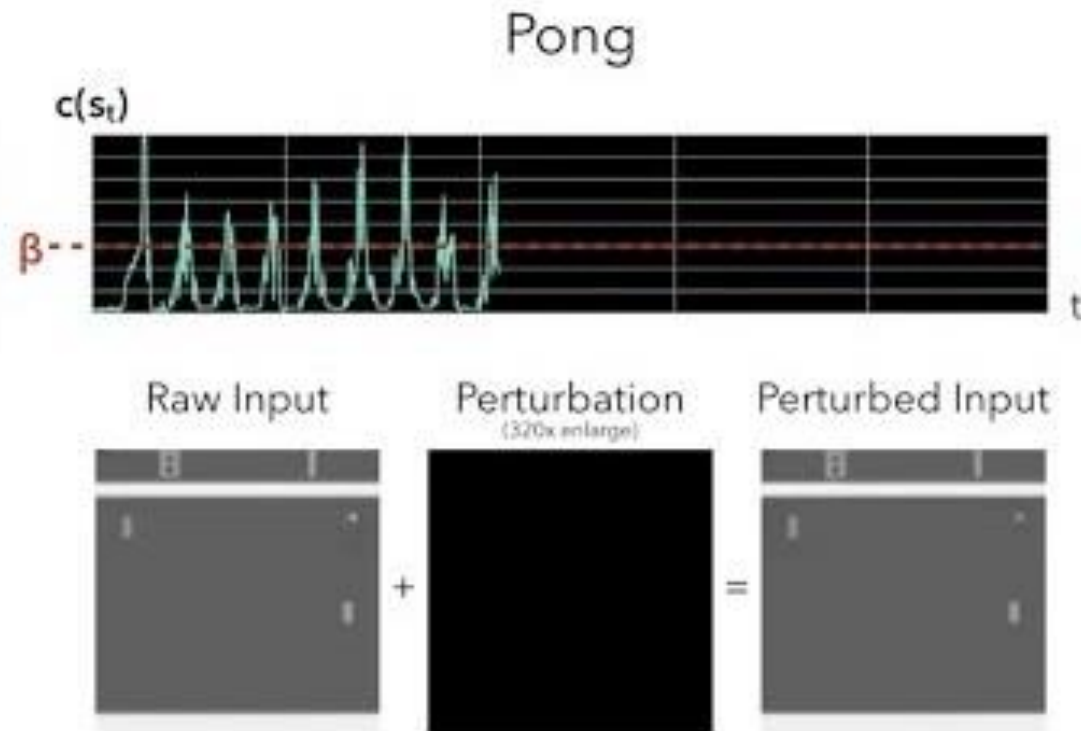 Pong
c(sₜ)
β
t
Raw Input
Perturbation
Perturbed Input
(320x enlarge)
+
=